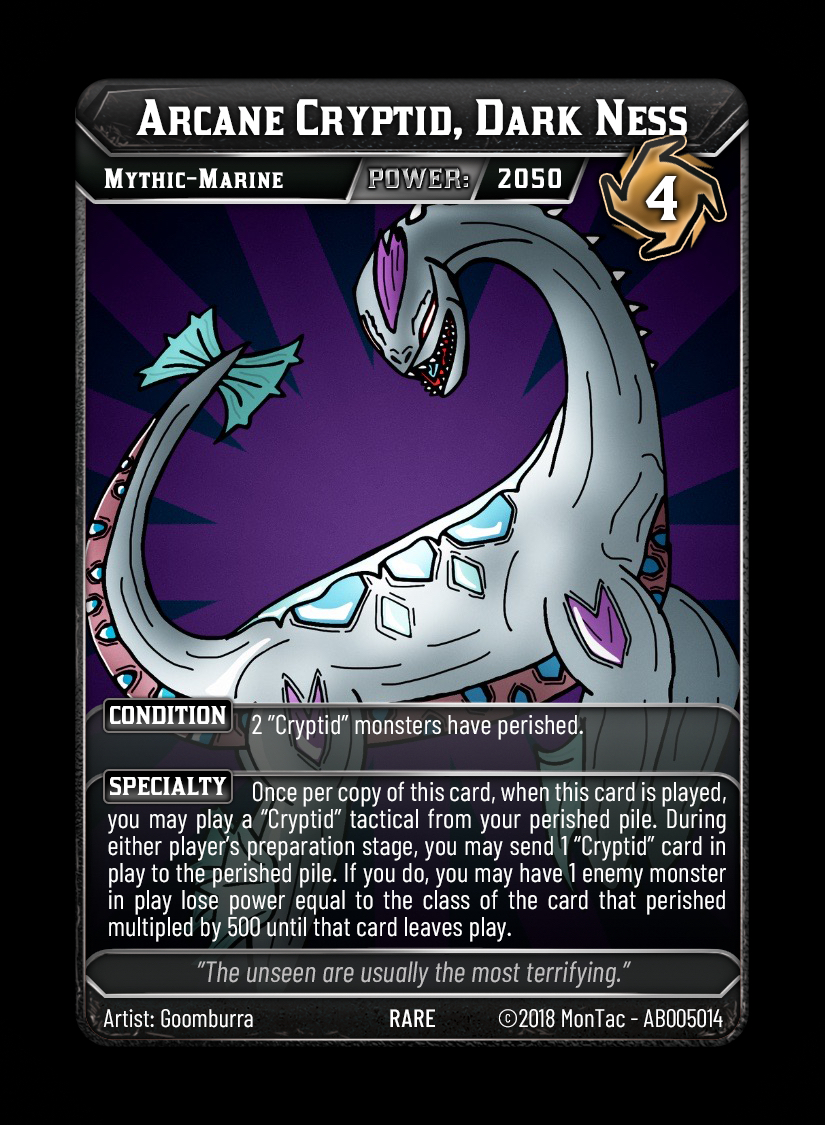 Arcane Cryptid, Dark Ness
Mythic-Marine POWER: 2050
4
CONDITION 2 "Cryptid" monsters have perished.
SPECIALTY Once per copy of this card, when this card is played,
you may play a "Cryptid" tactical from your perished pile. During
either player's preparation stage, you may send 1 "Cryptid" card in
play to the perished pile. If you do, you may have 1 enemy monster
in play lose power equal to the class of the card that perished
multipled by 500 until that card leaves play.
"The unseen are usually the most terrifying."
Artist: Goomburra RARE ©2018 MonTac - AB005014